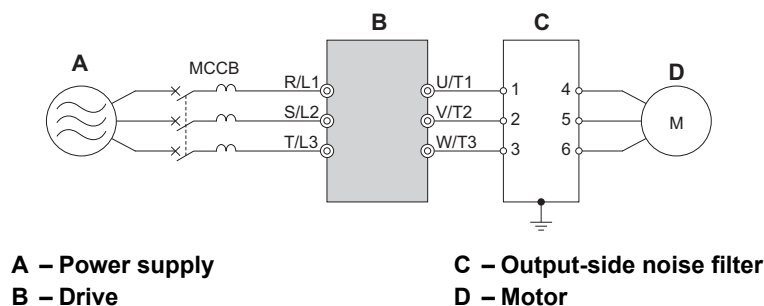 A
B
C
D
MCCB
R/L1
S/L2
T/L3
U/T1
V/T2
W/T3
1
2
3
4
5
6
M
A – Power supply
B – Drive
C – Output-side noise filter
D – Motor